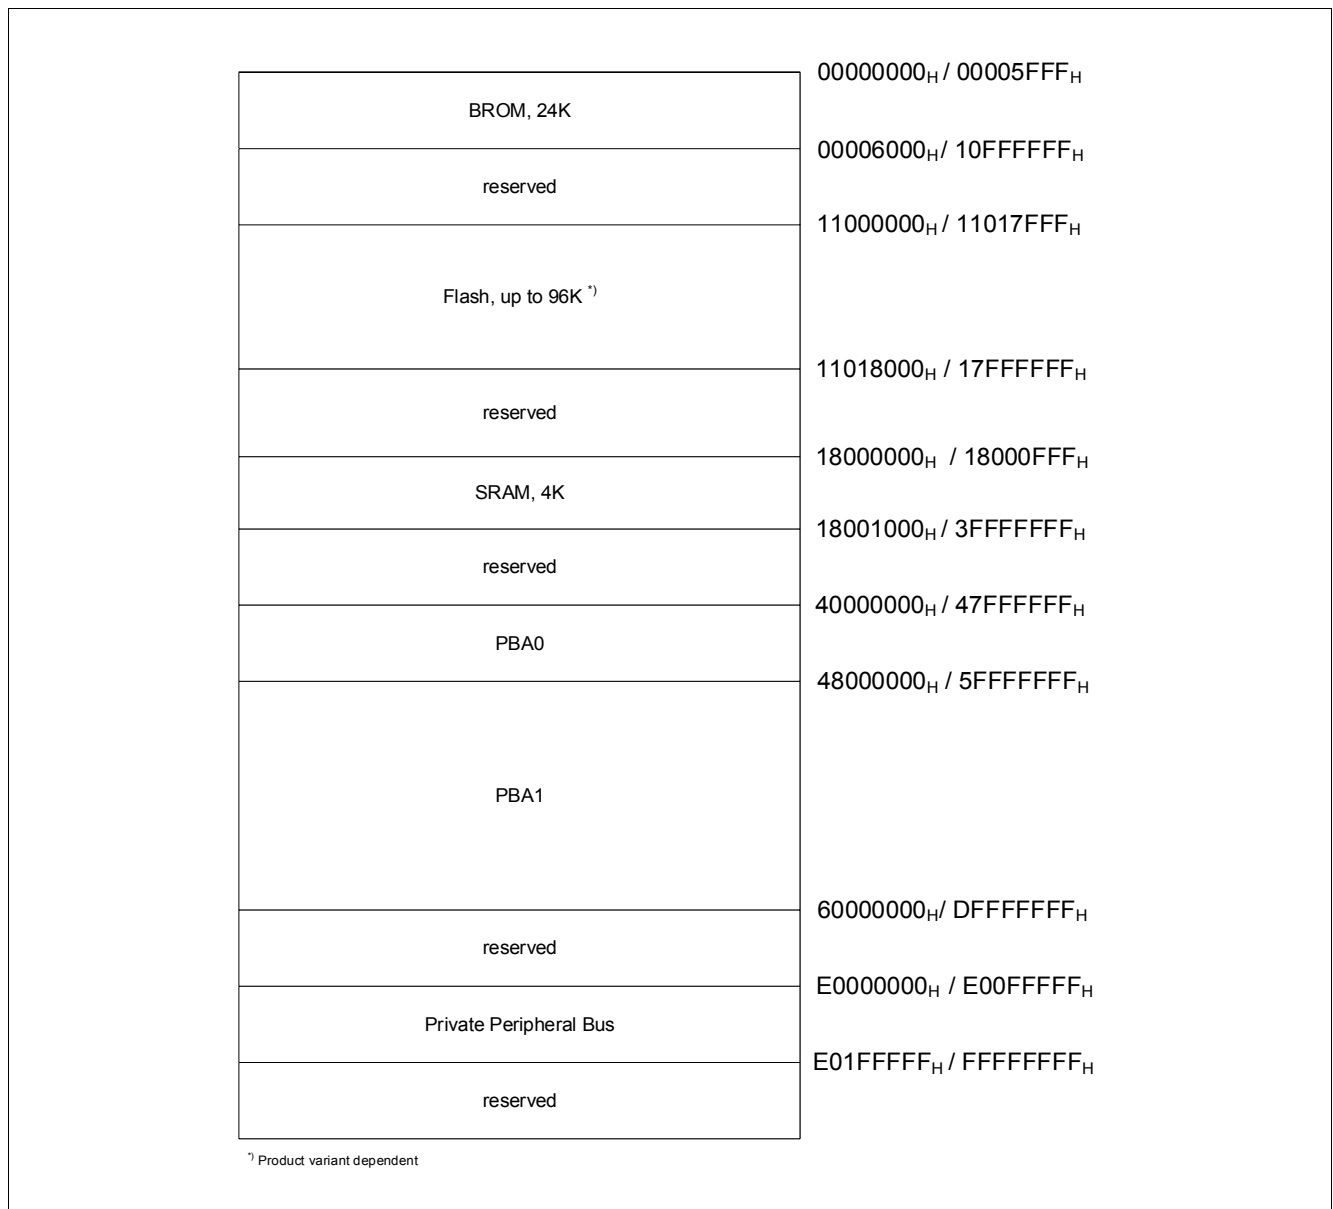 00000000H / 00005FFFH
BROM, 24K
00006000H / 10FFFFFFH
reserved
11000000H / 11017FFFH
Flash, up to 96K *)
11018000H / 17FFFFFFH
reserved
18000000H / 18000FFFH
SRAM, 4K
18001000H / 3FFFFFFFH
reserved
40000000H / 47FFFFFFH
PBA0
48000000H / 5FFFFFFFH
PBA1
60000000H/ DFFFFFFFH
reserved
E0000000H / E00FFFFFH
Private Peripheral Bus
E01FFFFFH / FFFFFFFFH
reserved
*) Product variant dependent